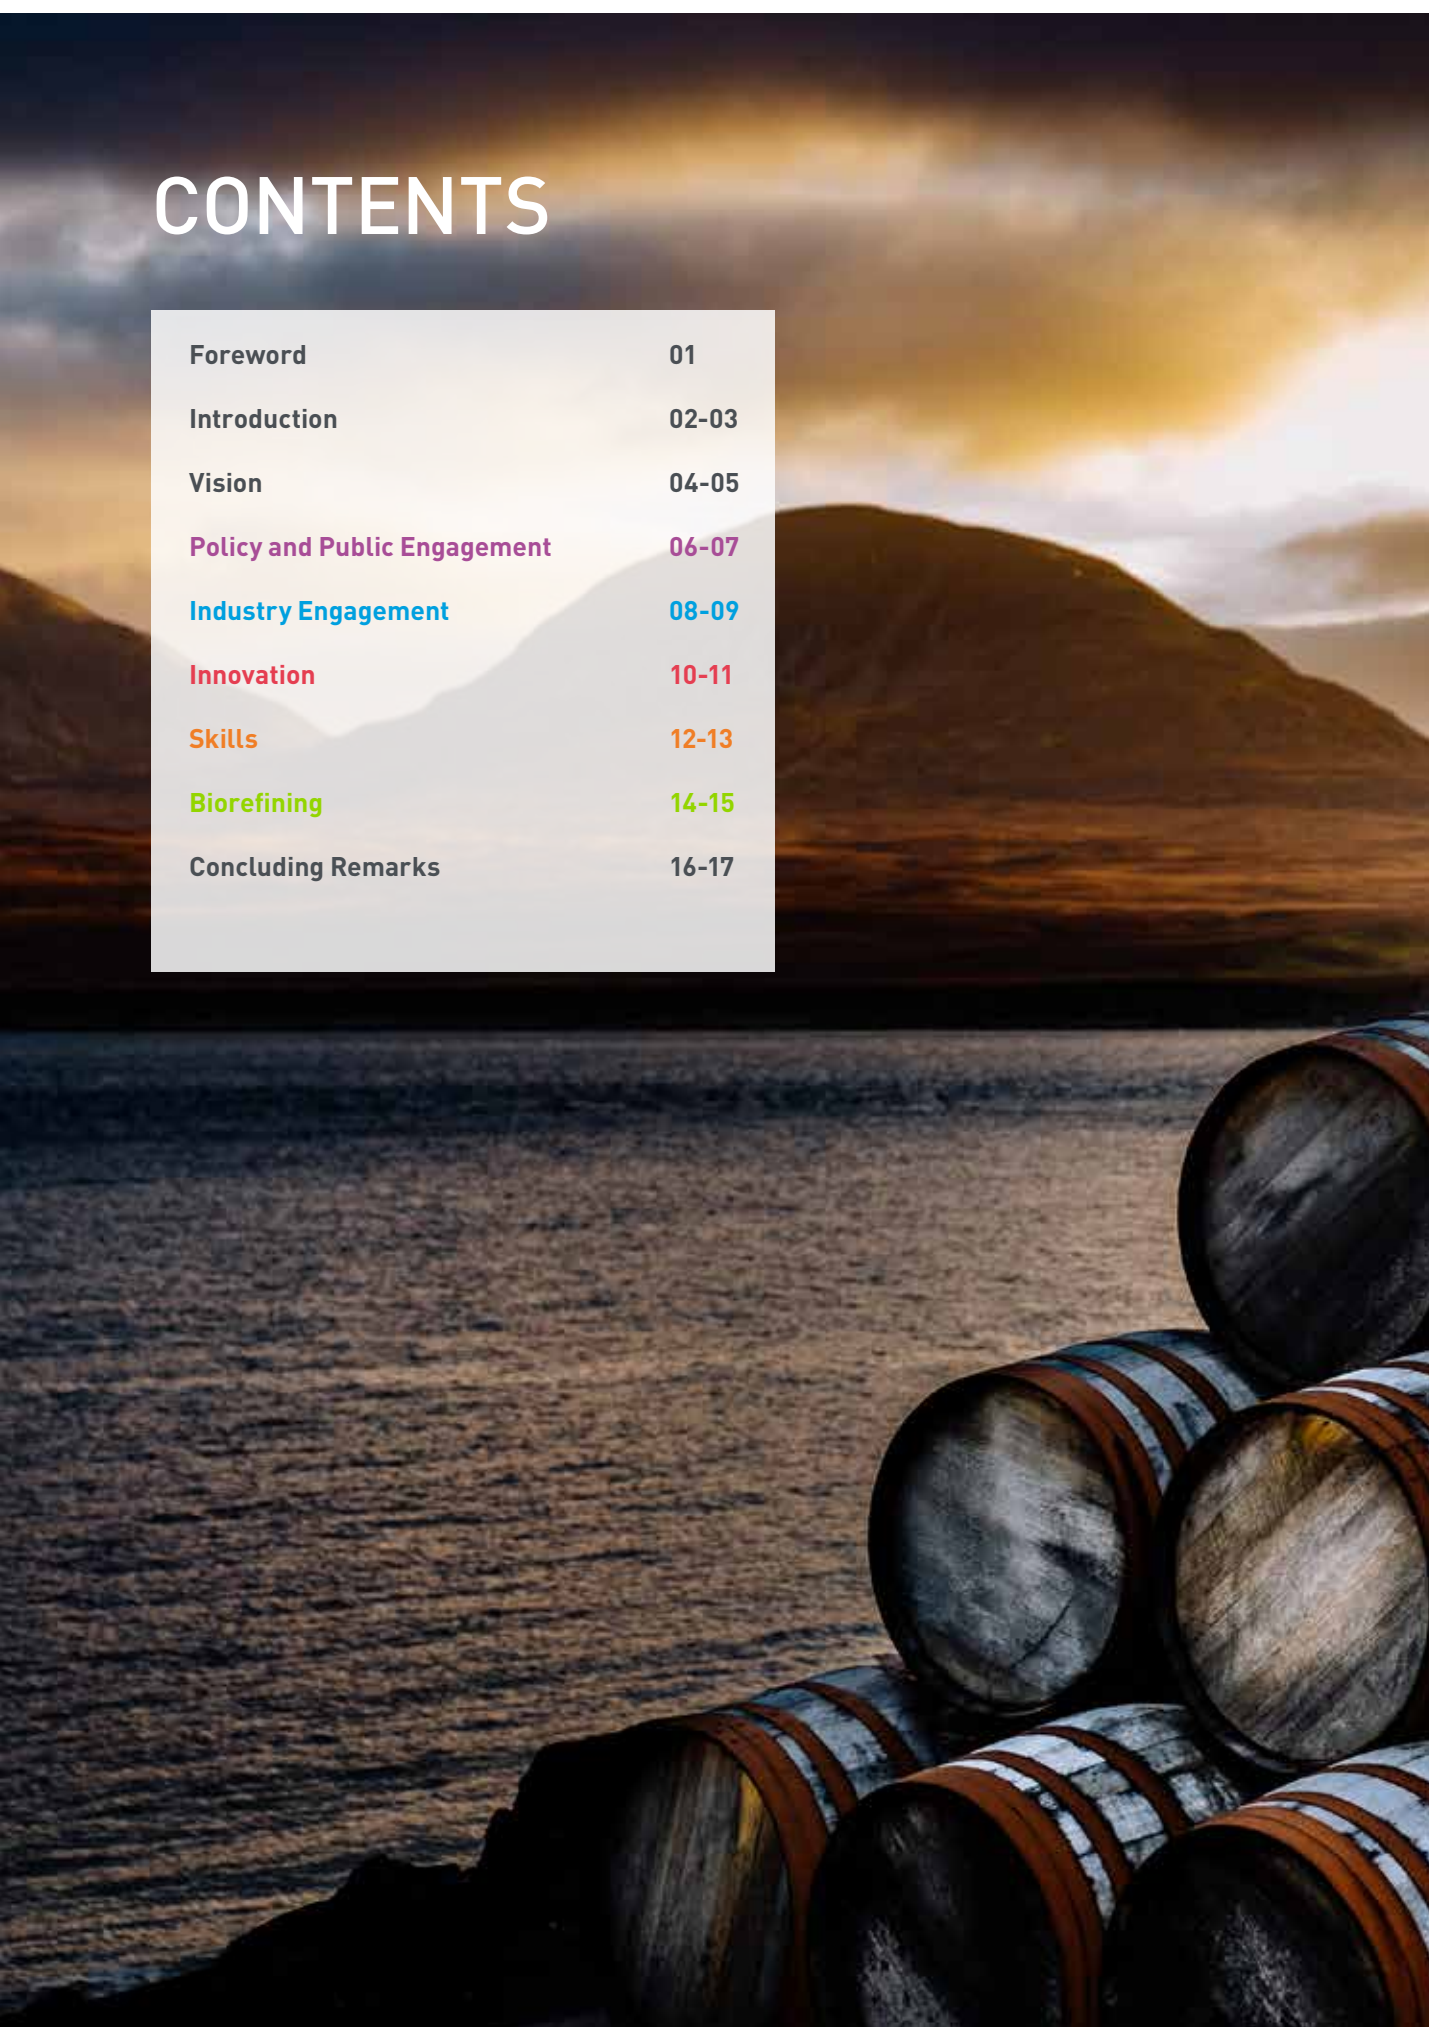 CONTENTS
Foreword 01
Introduction 02-03
Vision 04-05
Policy and Public Engagement 06-07
Industry Engagement 08-09
Innovation 10-11
Skills 12-13
Biorefining 14-15
Concluding Remarks 16-17